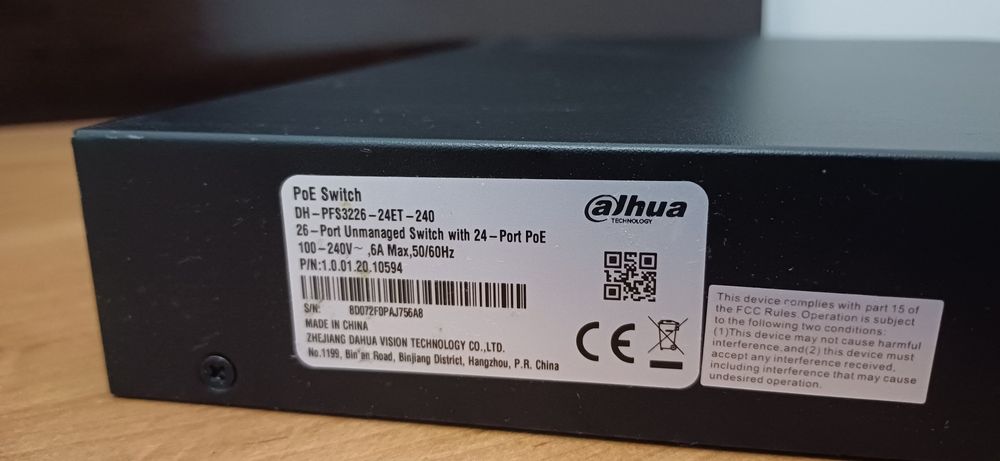 PoE Switch
DH-PFS3226-24ET-240
26-Port Unmanaged Switch with 24-Port PoE
100-240V~ ,6A Max,50/60Hz
P/N:1.0.01.20.10594
S/N: 8D072F0PAJ756A8
MADE IN CHINA
ZHEJIANG DAHUA VISION TECHNOLOGY CO.,LTD.
No.1199, Bin'an Road, Binjiang District, Hangzhou, P.R. China
alhua
TECHNOLOGY
CE
This device complies with part 15 of
the FCC Rules.Operation is subject
to the following two conditions:
(1)This device may not cause harmful
interference,and(2) this device must
accept any interference received,
including interference that may cause
undesired operation.